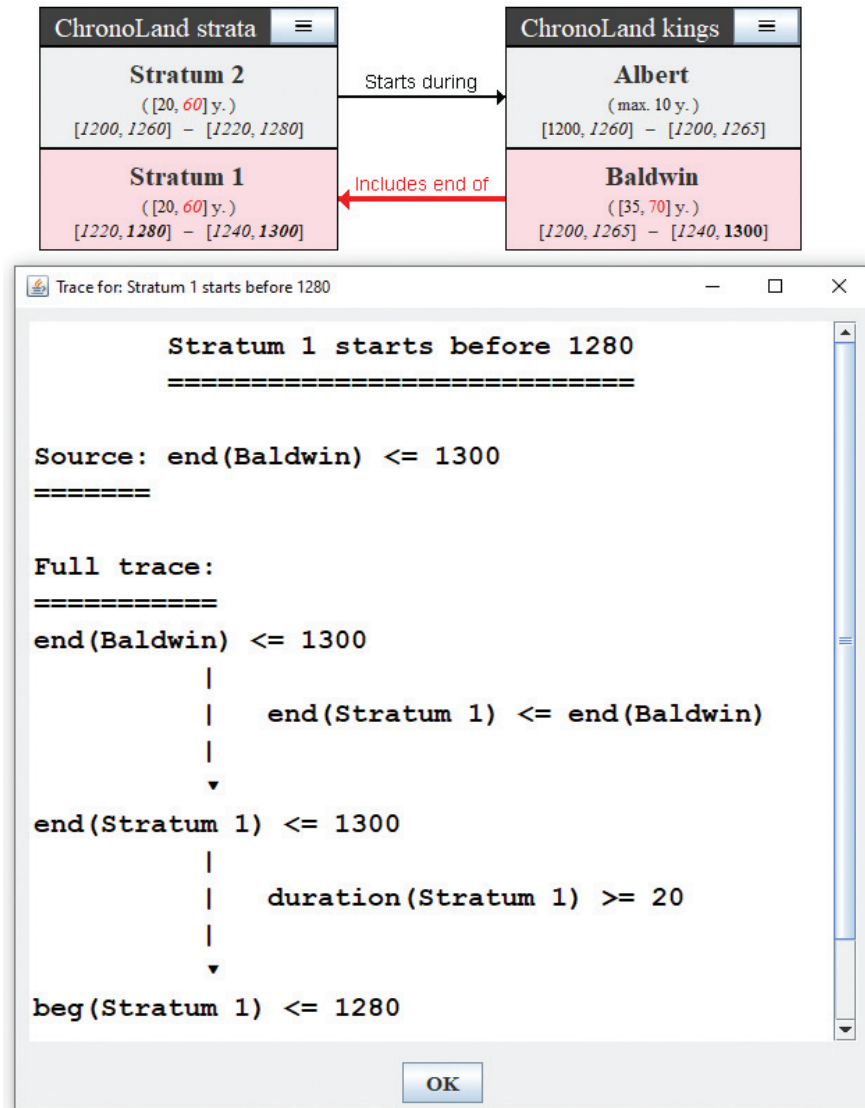 ChronoLand strata ≡
Stratum 2
( [20, 60] y. )
[1200, 1260] – [1220, 1280]
Stratum 1
( [20, 60] y. )
[1220, 1280] – [1240, 1300]
Starts during
Includes end of
ChronoLand kings ≡
Albert
( max. 10 y. )
[1200, 1260] – [1200, 1265]
Baldwin
( [35, 70] y. )
[1200, 1265] – [1240, 1300]
Trace for: Stratum 1 starts before 1280
Stratum 1 starts before 1280
============================
Source: end(Baldwin) <= 1300
=======
Full trace:
===========
end(Baldwin) <= 1300
|
| end(Stratum 1) <= end(Baldwin)
|
▼
end(Stratum 1) <= 1300
|
| duration(Stratum 1) >= 20
|
▼
beg(Stratum 1) <= 1280
OK